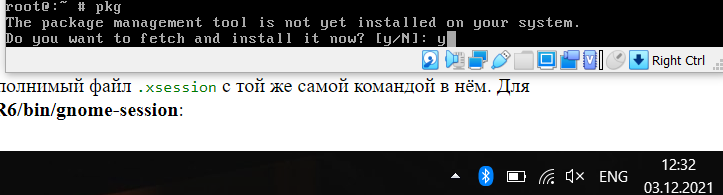 root@:~ # pkg
The package management tool is not yet installed on your system.
Do you want to fetch and install it now? [y/N]: y
Right Ctrl
полнимый файл .xsession с той же самой командой в нём. Для
R6/bin/gnome-session:
ENG
12:32
03.12.2021